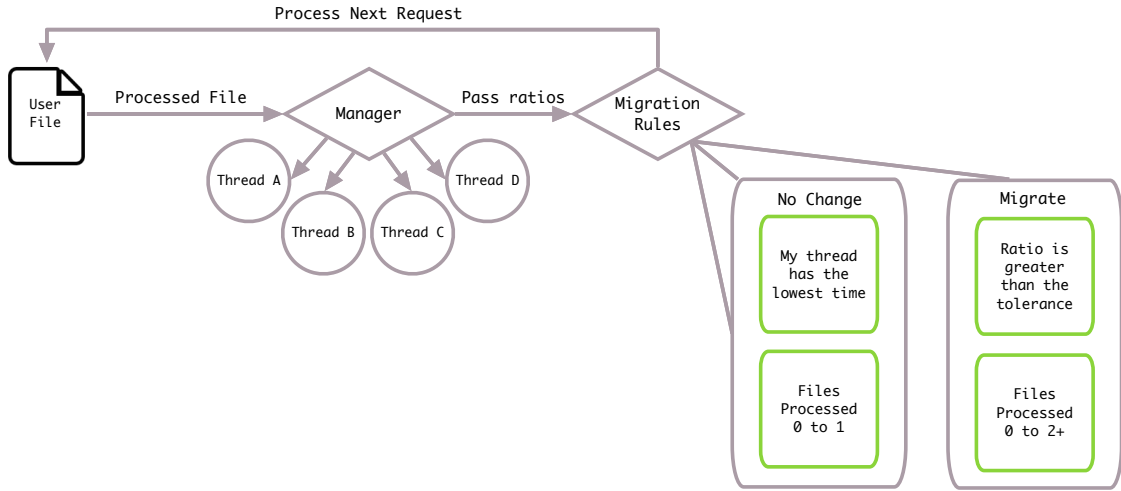 Process Next Request
User
File
Processed File
Manager
Pass ratios
Migration
Rules
Thread A
Thread B
Thread C
Thread D
No Change
My thread
has the
lowest time
Files
Processed
0 to 1
Migrate
Ratio is
greater
than the
tolerance
Files
Processed
0 to 2+